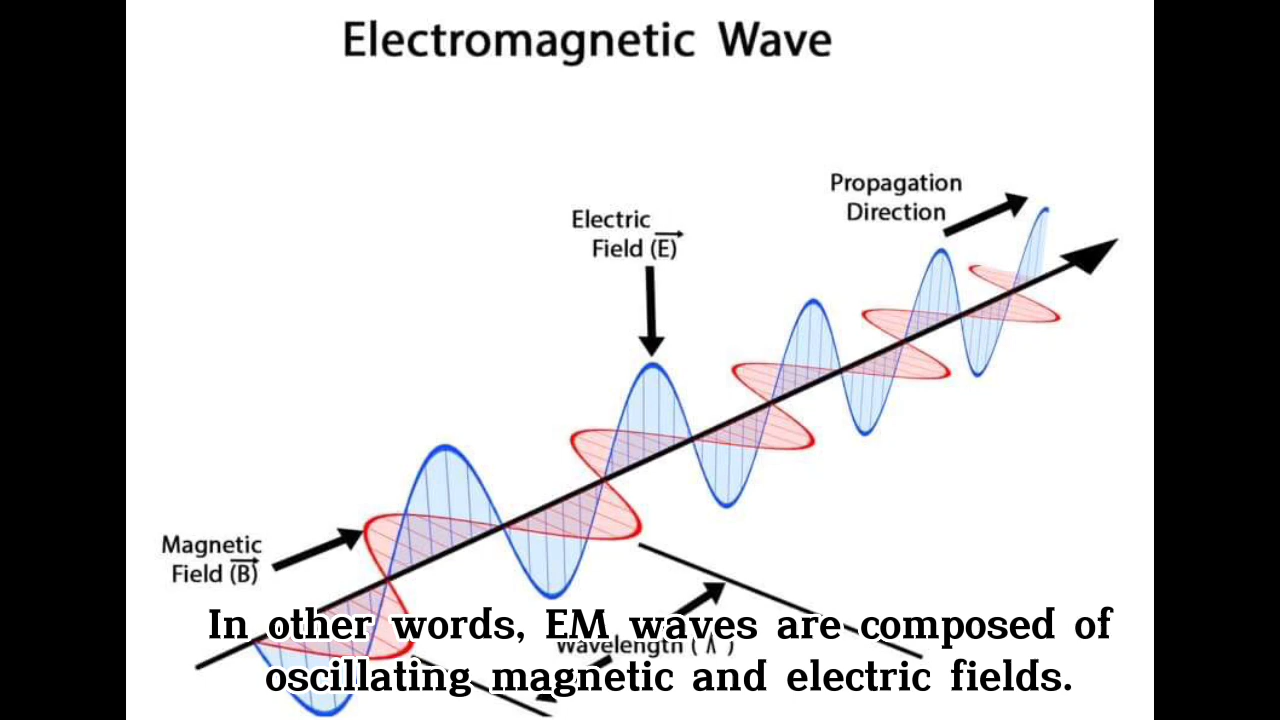 Electromagnetic Wave
Propagation
Direction
Electric
Field (E)
Magnetic
Field (B)
Wavelength ( λ )
In other words, EM waves are composed of
oscillating magnetic and electric fields.